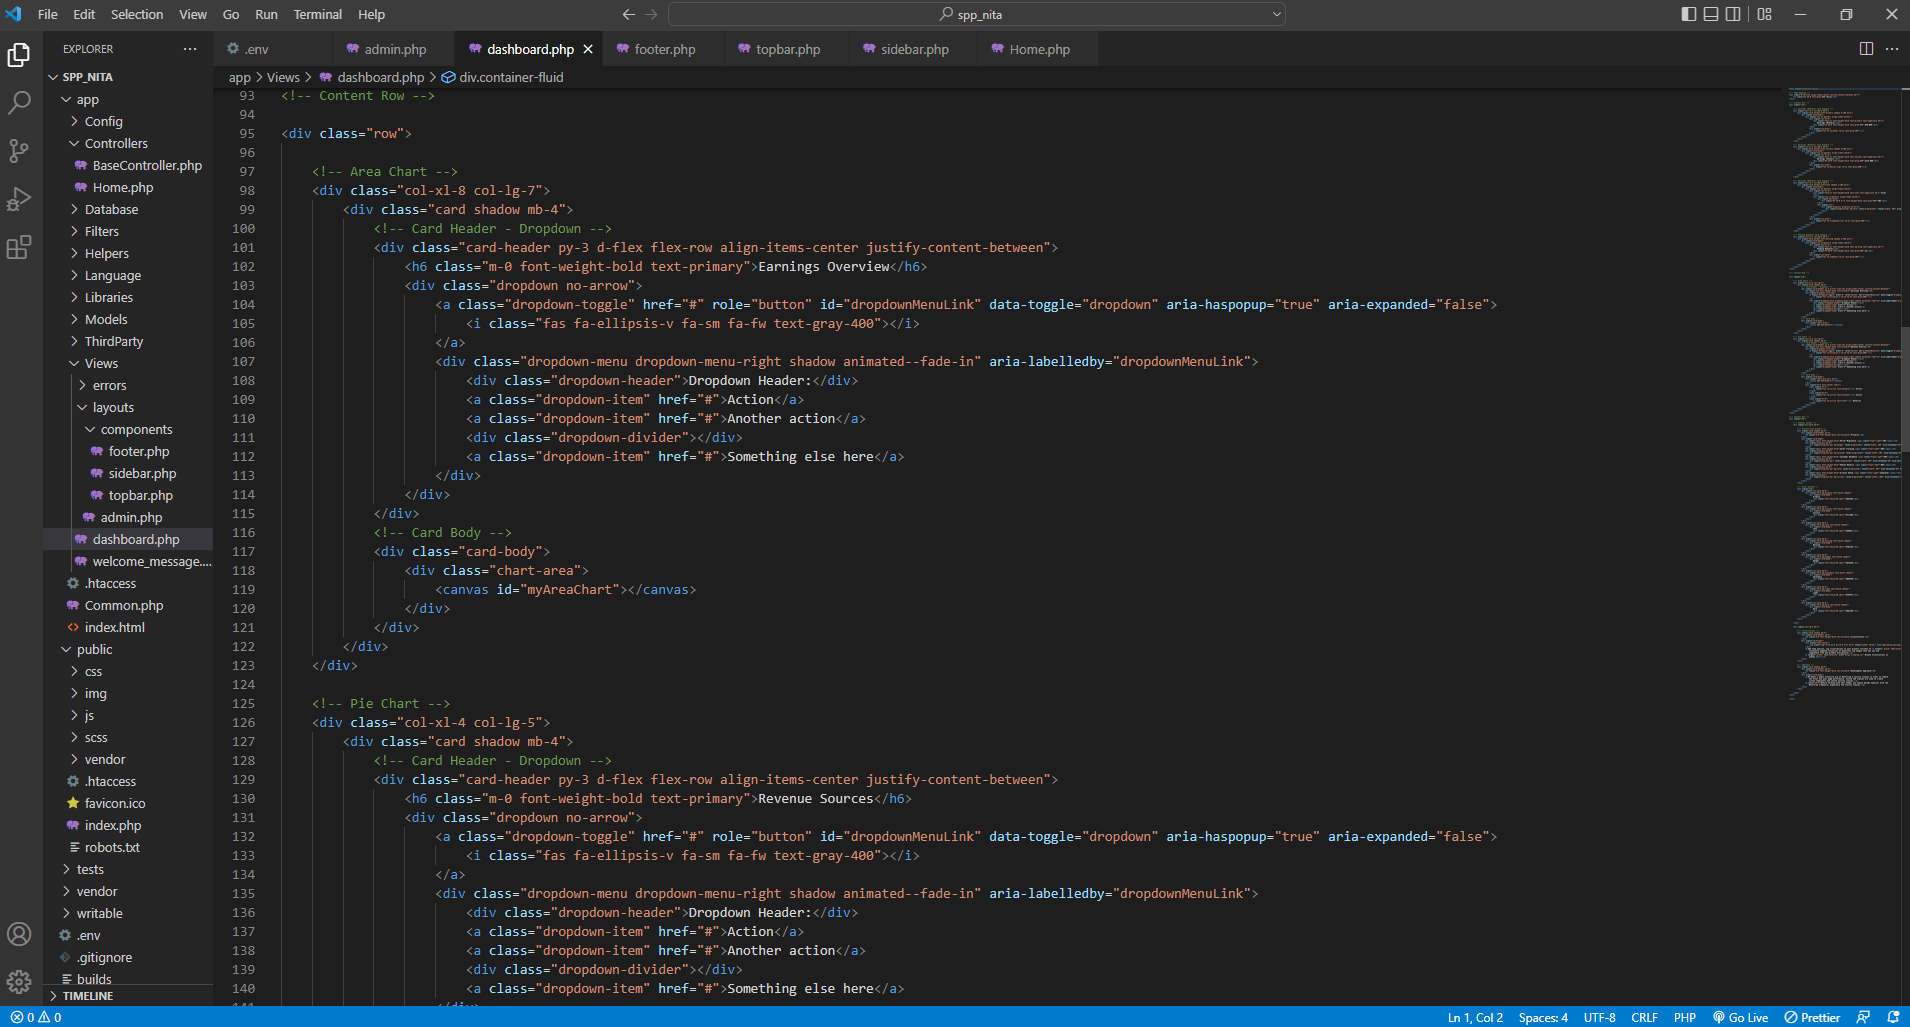 File Edit Selection View Go Run Terminal Help
spp_nita
EXPLORER
SPP_NITA
app
Config
Controllers
BaseController.php
Home.php
Database
Filters
Helpers
Language
Libraries
Models
ThirdParty
Views
errors
layouts
components
footer.php
sidebar.php
topbar.php
admin.php
dashboard.php
welcome_message....
.htaccess
Common.php
index.html
public
css
img
js
scss
vendor
.htaccess
favicon.ico
index.php
robots.txt
tests
vendor
writable
.env
.gitignore
builds
TIMELINE
.env admin.php dashboard.php footer.php topbar.php sidebar.php Home.php
app > Views > dashboard.php > div.container-fluid
93 <!-- Content Row -->
94
95 <div class="row">
96
97 <!-- Area Chart -->
98 <div class="col-xl-8 col-lg-7">
99 <div class="card shadow mb-4">
100 <!-- Card Header - Dropdown -->
101 <div class="card-header py-3 d-flex flex-row align-items-center justify-content-between">
102 <h6 class="m-0 font-weight-bold text-primary">Earnings Overview</h6>
103 <div class="dropdown no-arrow">
104 <a class="dropdown-toggle" href="#" role="button" id="dropdownMenuLink" data-toggle="dropdown" aria-haspopup="true" aria-expanded="false">
105 <i class="fas fa-ellipsis-v fa-sm fa-fw text-gray-400"></i>
106 </a>
107 <div class="dropdown-menu dropdown-menu-right shadow animated--fade-in" aria-labelledby="dropdownMenuLink">
108 <div class="dropdown-header">Dropdown Header:</div>
109 <a class="dropdown-item" href="#">Action</a>
110 <a class="dropdown-item" href="#">Another action</a>
111 <div class="dropdown-divider"></div>
112 <a class="dropdown-item" href="#">Something else here</a>
113 </div>
114 </div>
115 </div>
116 <!-- Card Body -->
117 <div class="card-body">
118 <div class="chart-area">
119 <canvas id="myAreaChart"></canvas>
120 </div>
121 </div>
122 </div>
123 </div>
124
125 <!-- Pie Chart -->
126 <div class="col-xl-4 col-lg-5">
127 <div class="card shadow mb-4">
128 <!-- Card Header - Dropdown -->
129 <div class="card-header py-3 d-flex flex-row align-items-center justify-content-between">
130 <h6 class="m-0 font-weight-bold text-primary">Revenue Sources</h6>
131 <div class="dropdown no-arrow">
132 <a class="dropdown-toggle" href="#" role="button" id="dropdownMenuLink" data-toggle="dropdown" aria-haspopup="true" aria-expanded="false">
133 <i class="fas fa-ellipsis-v fa-sm fa-fw text-gray-400"></i>
134 </a>
135 <div class="dropdown-menu dropdown-menu-right shadow animated--fade-in" aria-labelledby="dropdownMenuLink">
136 <div class="dropdown-header">Dropdown Header:</div>
137 <a class="dropdown-item" href="#">Action</a>
138 <a class="dropdown-item" href="#">Another action</a>
139 <div class="dropdown-divider"></div>
140 <a class="dropdown-item" href="#">Something else here</a>
0 0 Ln 1, Col 2 Spaces: 4 UTF-8 CRLF PHP Go Live Prettier